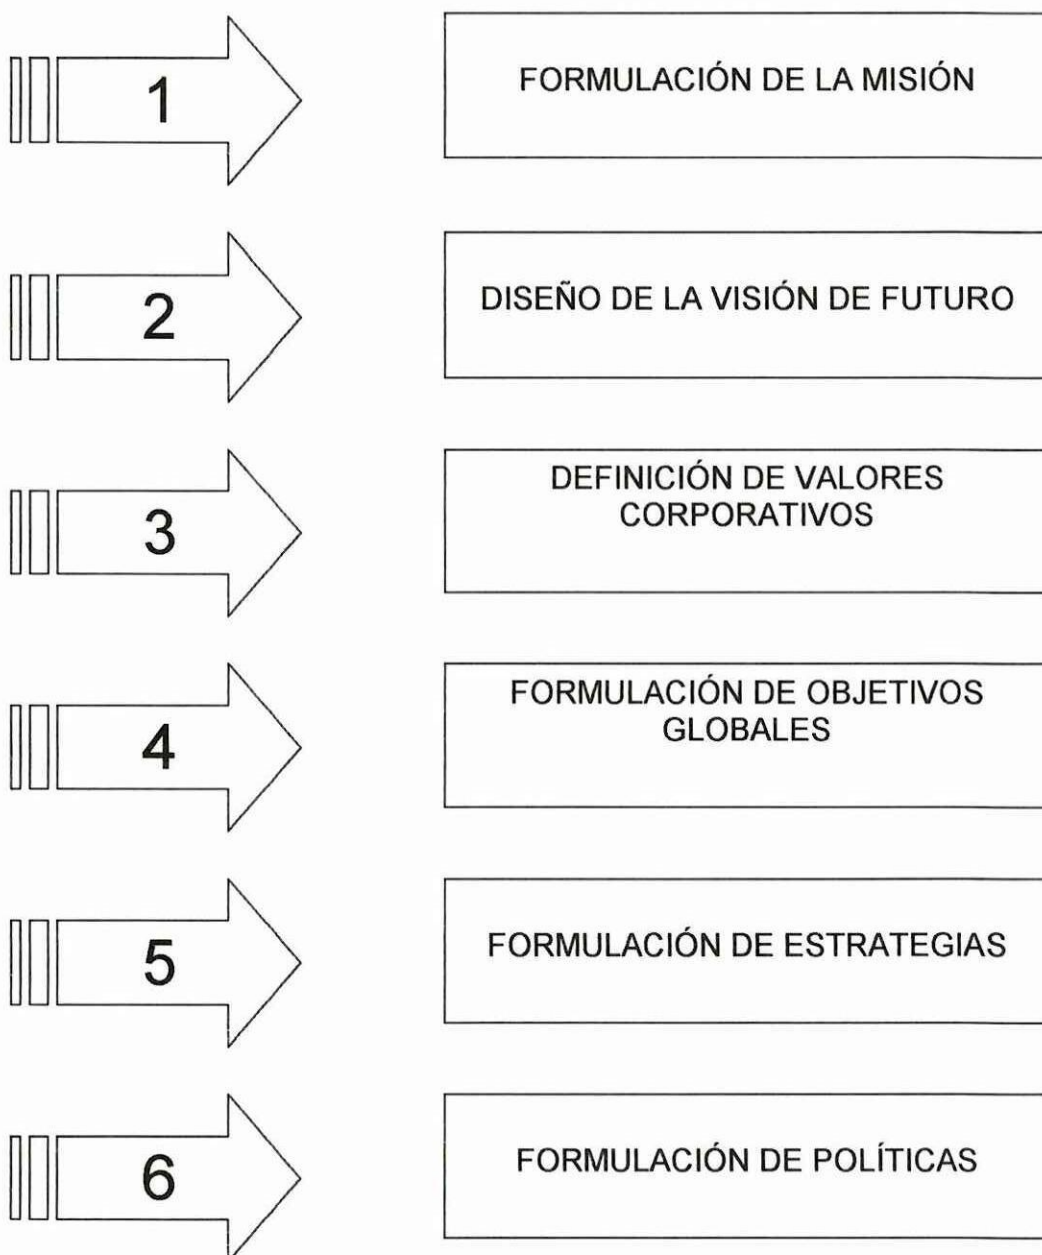 1
FORMULACIÓN DE LA MISIÓN
2
DISEÑO DE LA VISIÓN DE FUTURO
3
DEFINICIÓN DE VALORES
CORPORATIVOS
4
FORMULACIÓN DE OBJETIVOS
GLOBALES
5
FORMULACIÓN DE ESTRATEGIAS
6
FORMULACIÓN DE POLÍTICAS